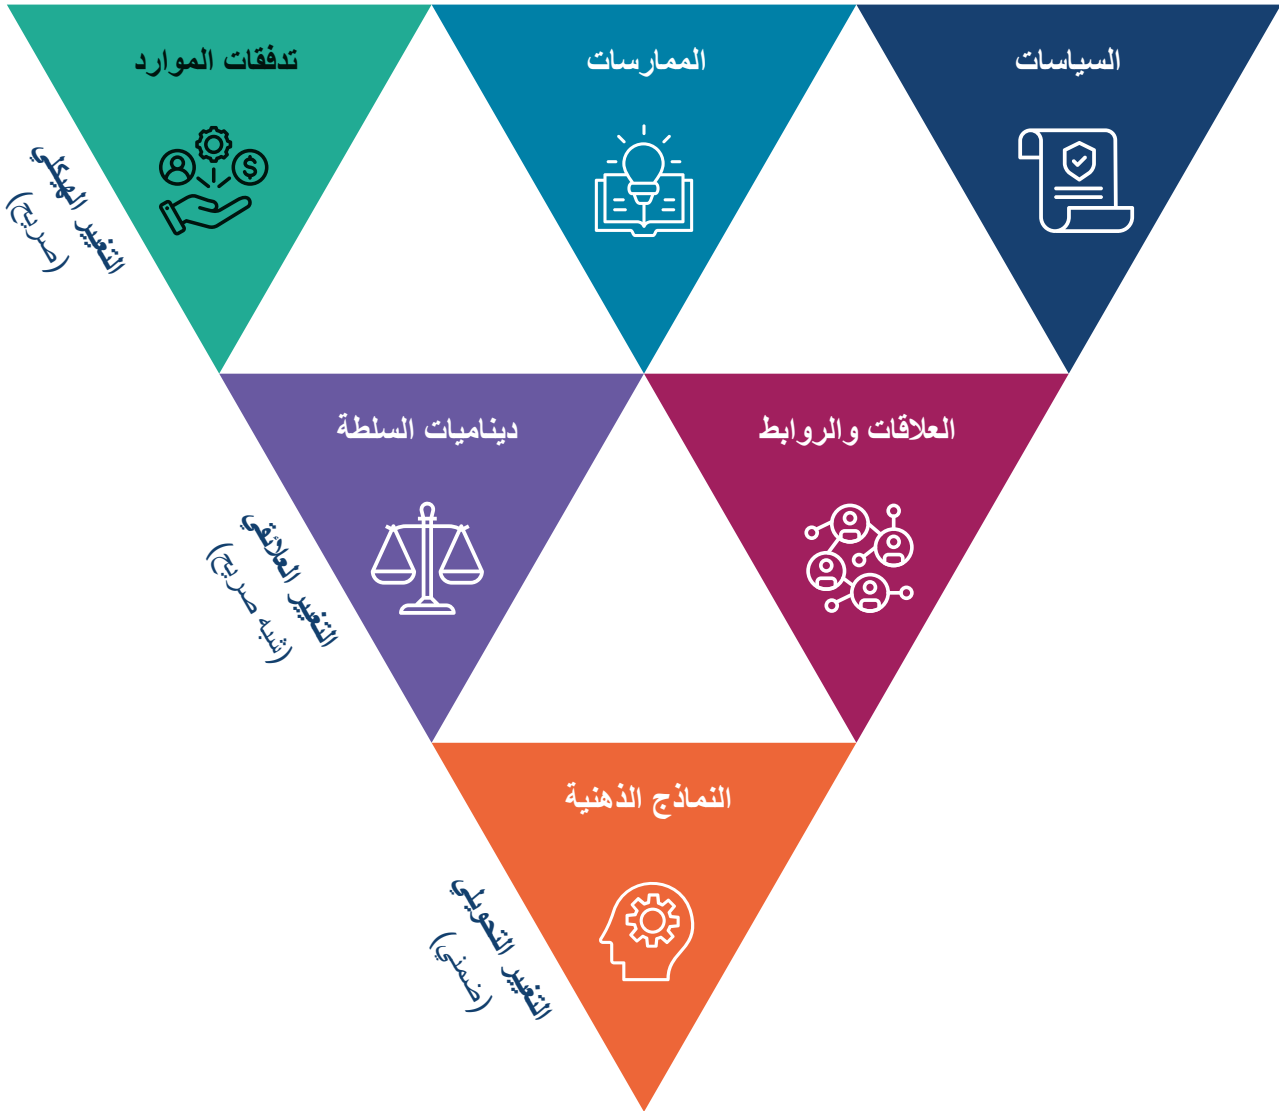 السياسات
الممارسات
تدفقات الموارد
التغيير الهيكلي
(صريح)
العلاقات والروابط
ديناميات السلطة
التغيير العلائقي
(شبه صريح)
النماذج الذهنية
التغيير التحويلي
(ضمني)